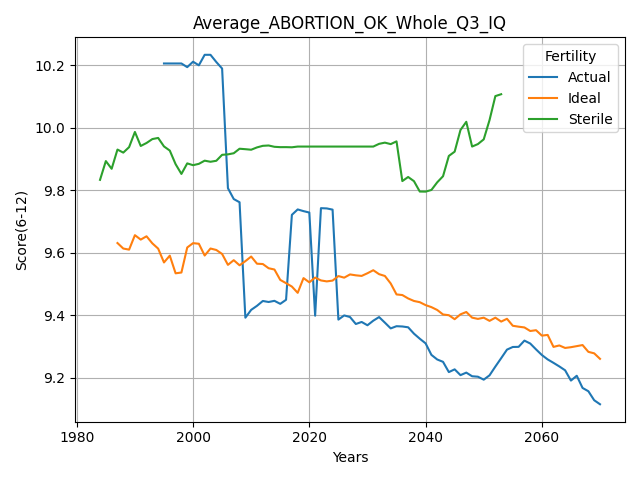 Average_ABORTION_OK_Whole_Q3_IQ
Fertility
Actual
Ideal
Sterile
Score(6-12)
10.2
10.0
9.8
9.6
9.4
9.2
1980
2000
2020
2040
2060
Years